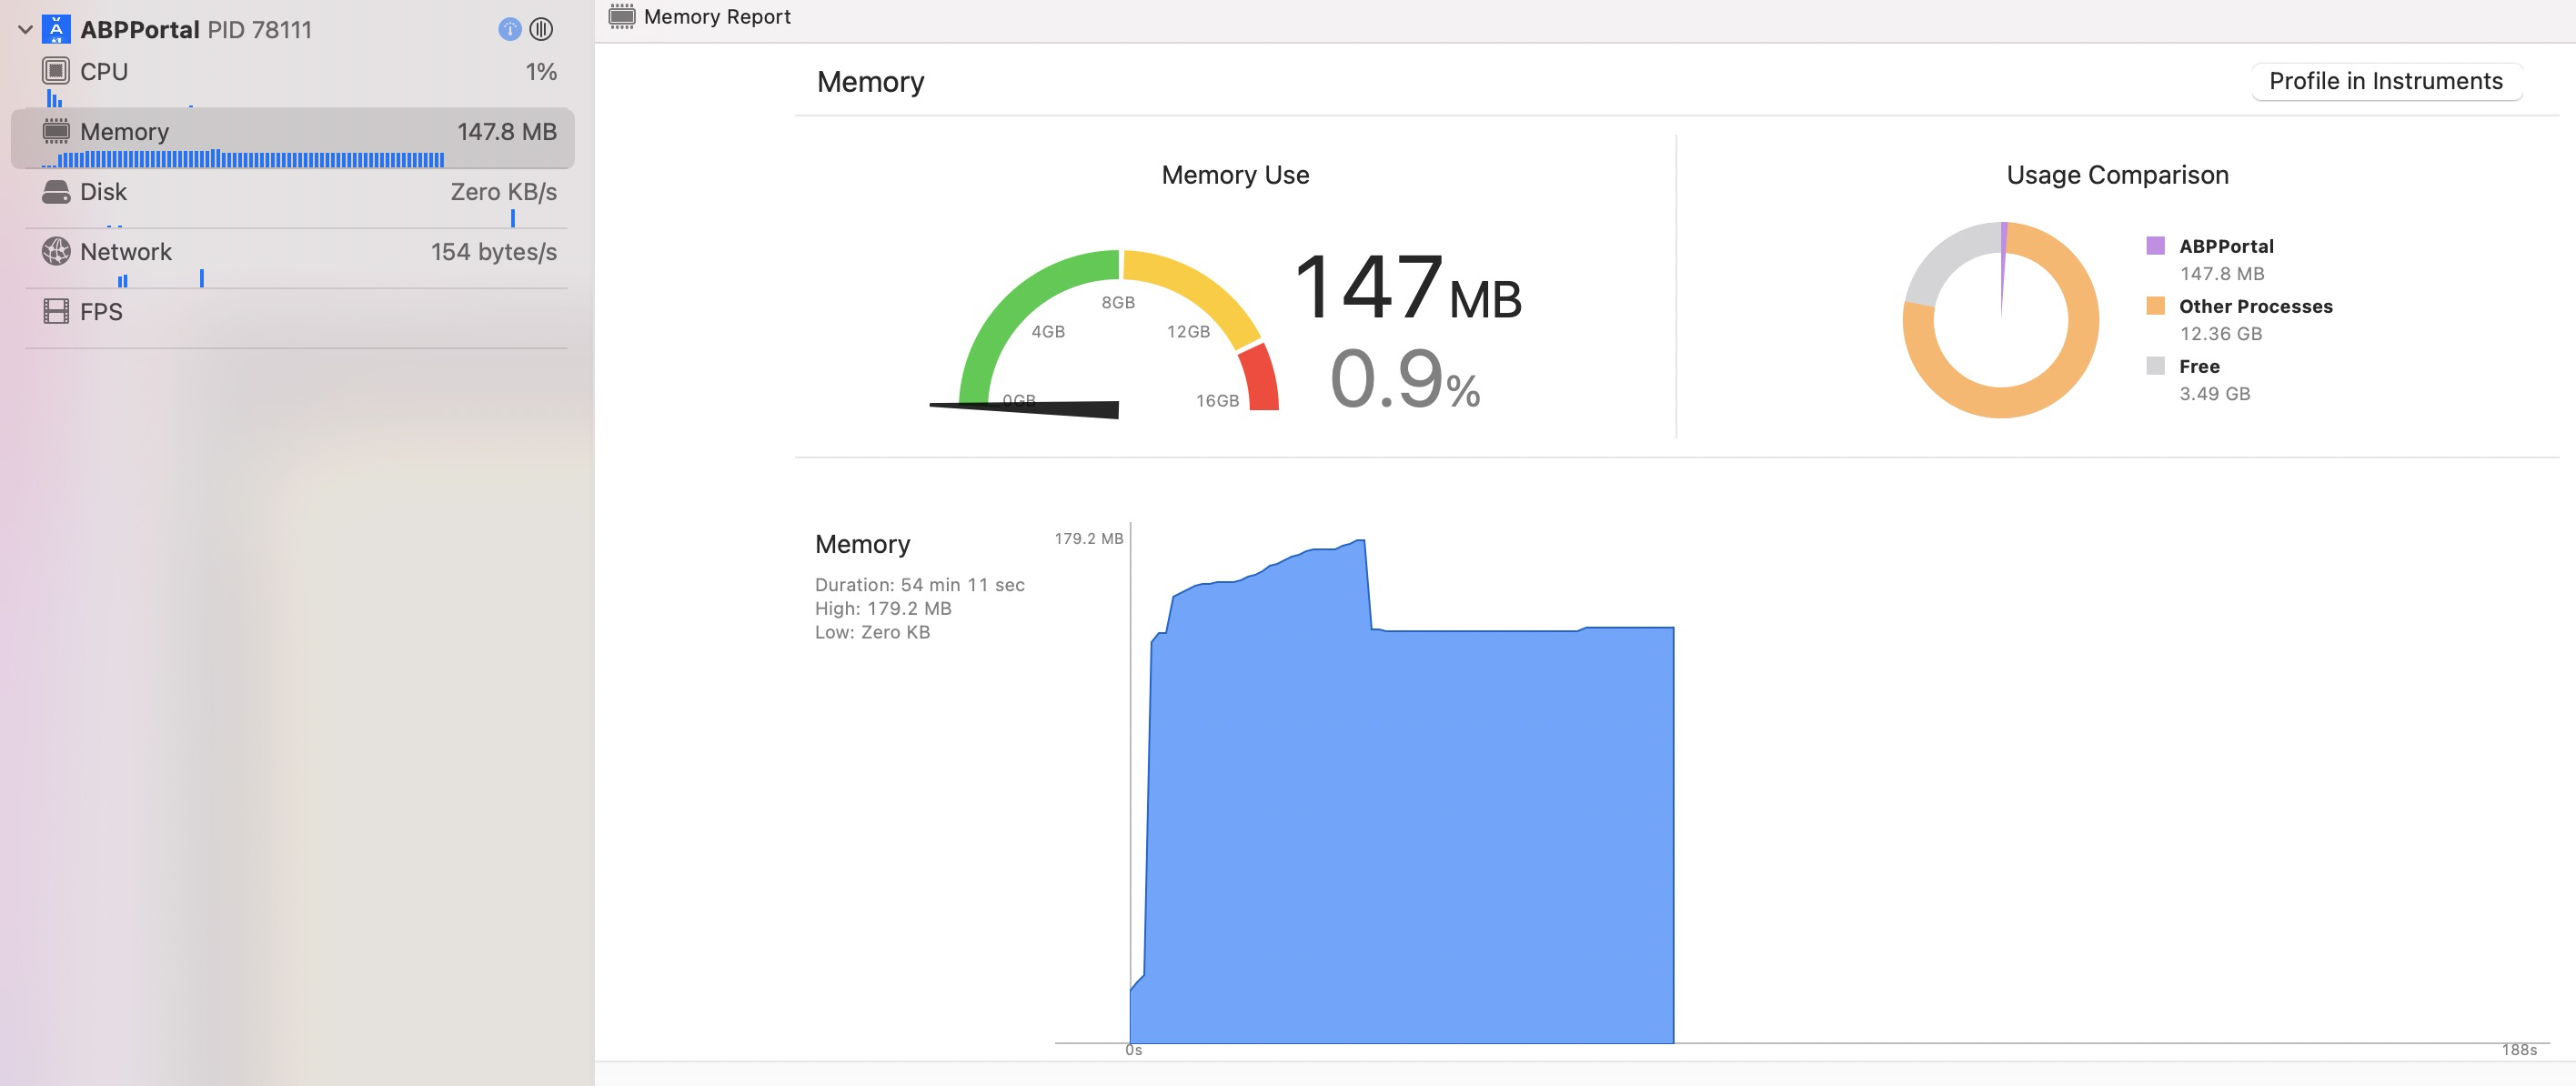 ABPPortal PID 78111
CPU 1%
Memory 147.8 MB
Disk Zero KB/s
Network 154 bytes/s
FPS
Memory Report
Memory
Profile in Instruments
Memory Use
0GB
4GB
8GB
12GB
16GB
147 MB
0.9%
Usage Comparison
ABPPortal
147.8 MB
Other Processes
12.36 GB
Free
3.49 GB
Memory
Duration: 54 min 11 sec
High: 179.2 MB
Low: Zero KB
179.2 MB
0s
188s